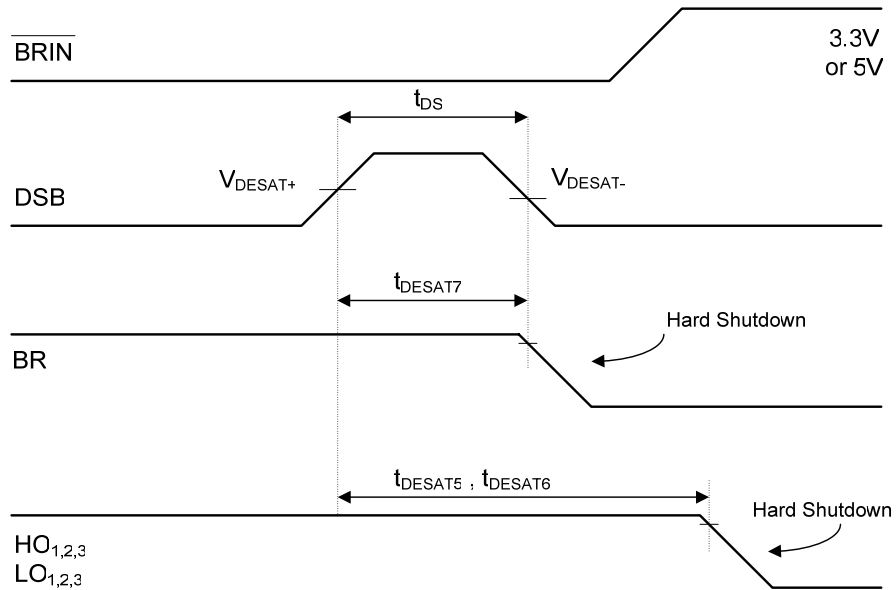 BRIN
3.3V
or 5V
tDS
VDESAT+
VDESAT-
DSB
tDESAT7
Hard Shutdown
BR
tDESAT5 , tDESAT6
Hard Shutdown
HO1,2,3
LO1,2,3